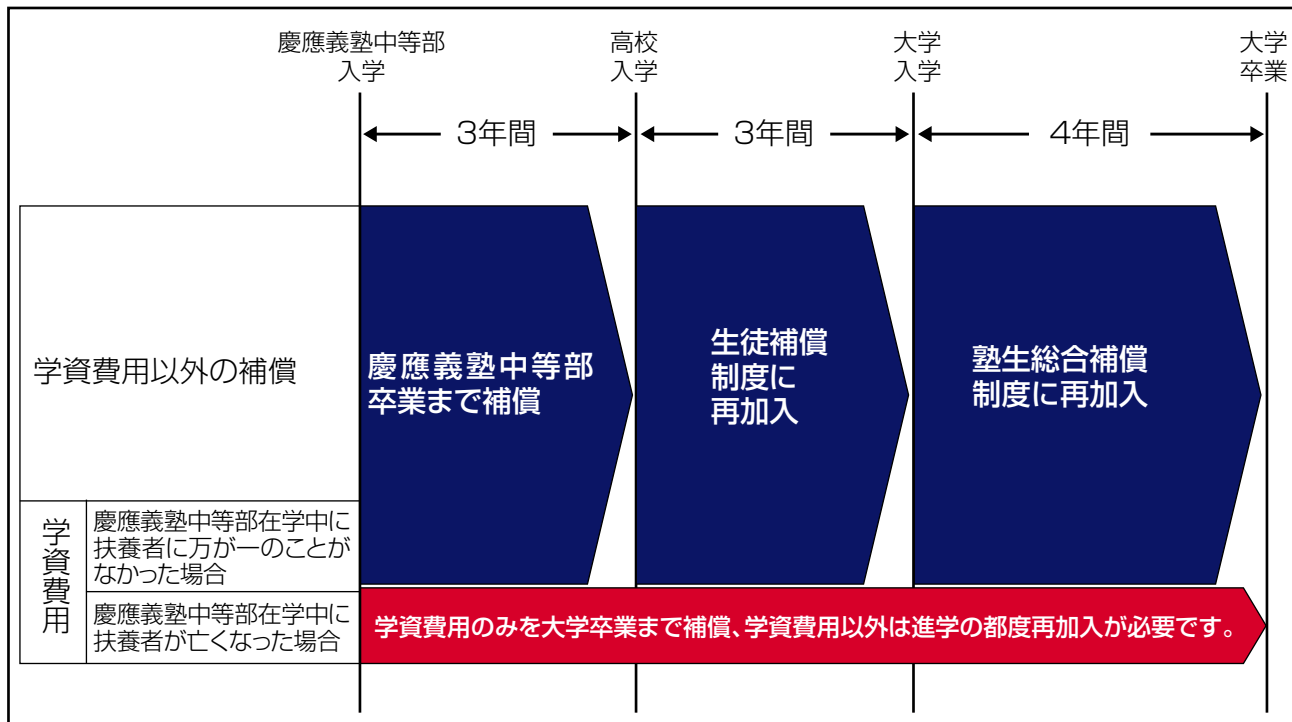 慶應義塾中等部
入学
高校
入学
大学
入学
大学
卒業
3年間
3年間
4年間
学資費用以外の補償
慶應義塾中等部
卒業まで補償
生徒補償
制度に
再加入
塾生総合補償
制度に再加入
学資費用
慶應義塾中等部在学中に
扶養者に万が一のことが
なかった場合
慶應義塾中等部在学中に
扶養者が亡くなった場合
学資費用のみを大学卒業まで補償、学資費用以外は進学の都度再加入が必要です。